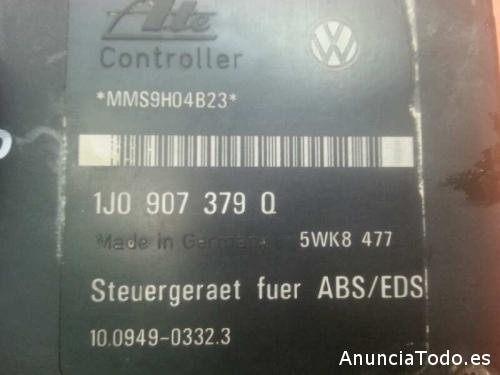 Ate
Controller
*MMS9H04B23*
1J0 907 379 Q
Made in Germany
5WK8 477
Steuergeraet fuer ABS/EDS
10.0949-0332.3
AnunciaTodo.es